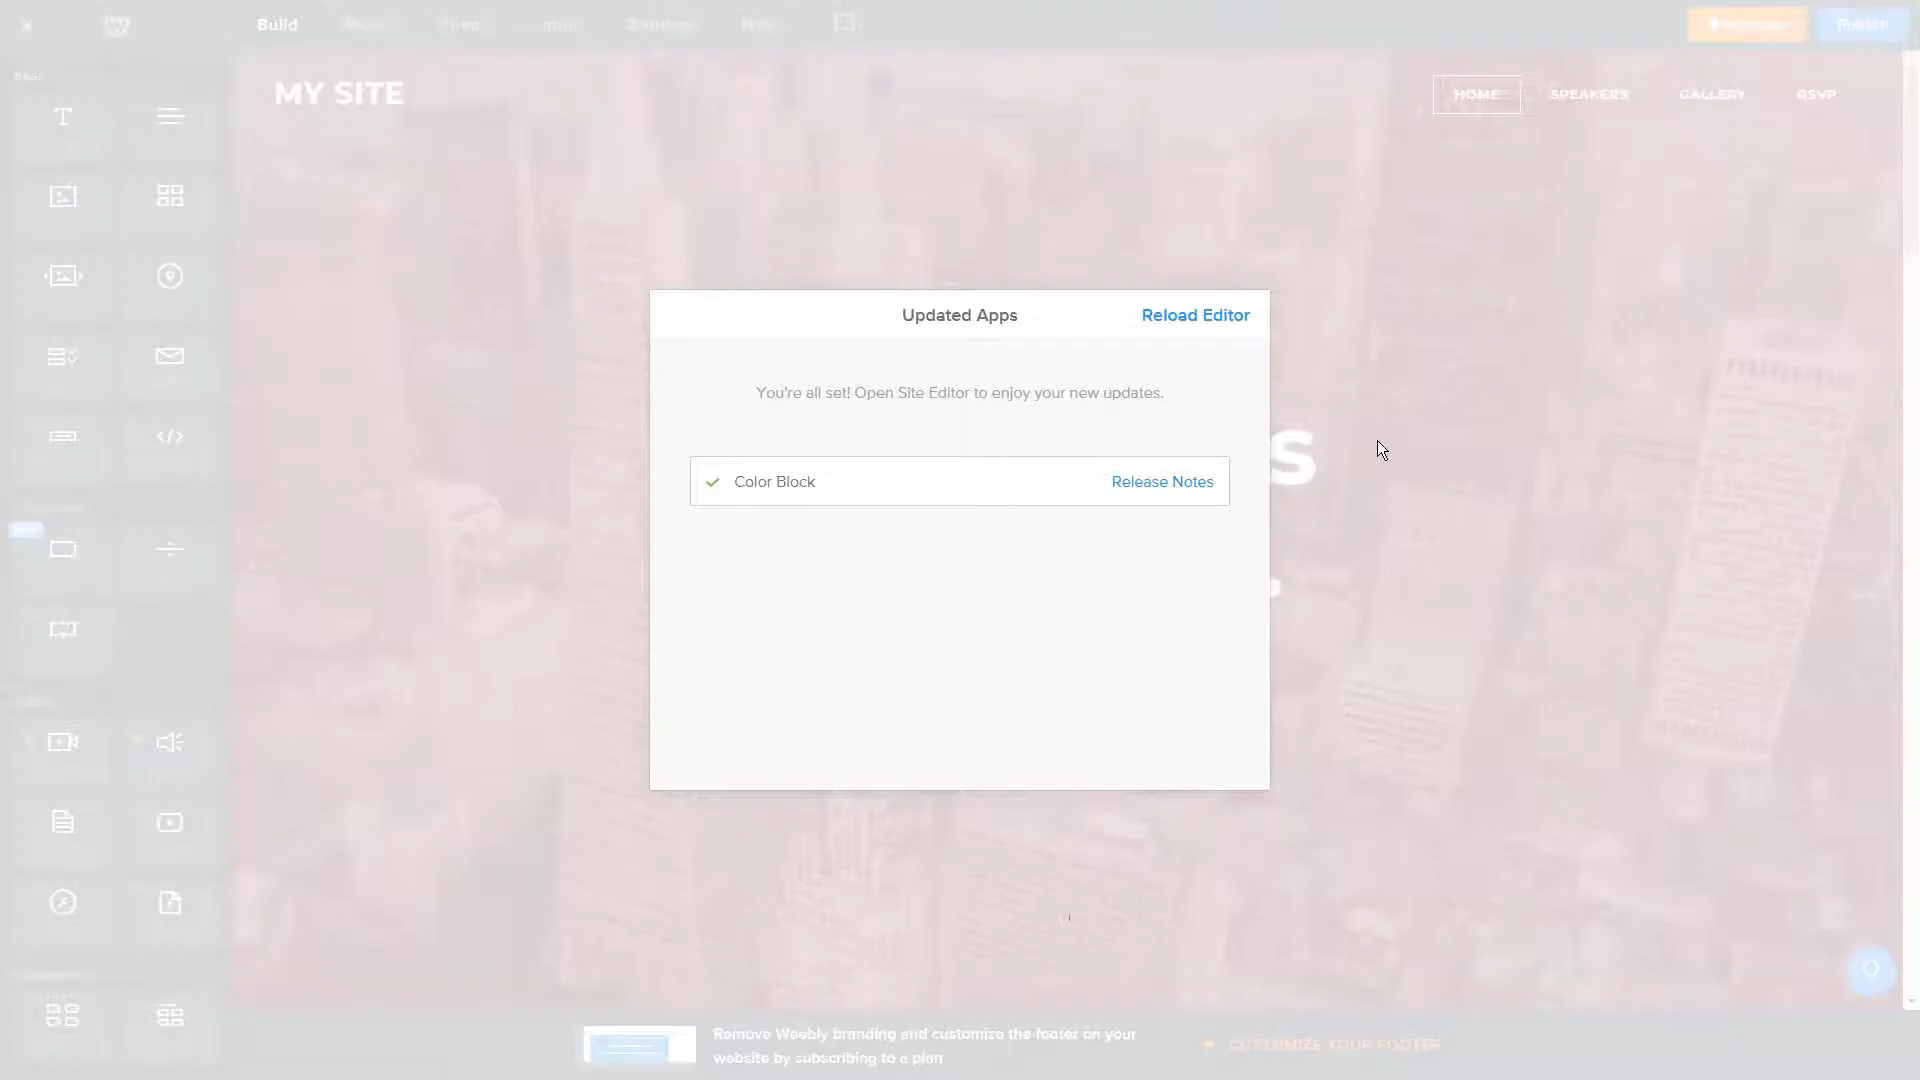 Build
MY SITE
HOME
SPEAKERS
GALLERY
RSVP
Updated Apps
Reload Editor
You're all set! Open Site Editor to enjoy your new updates.
Color Block
Release Notes
S
Remove Weebly branding and customize the footer on your
website by subscribing to a plan
CUSTOMIZE YOUR FOOTER